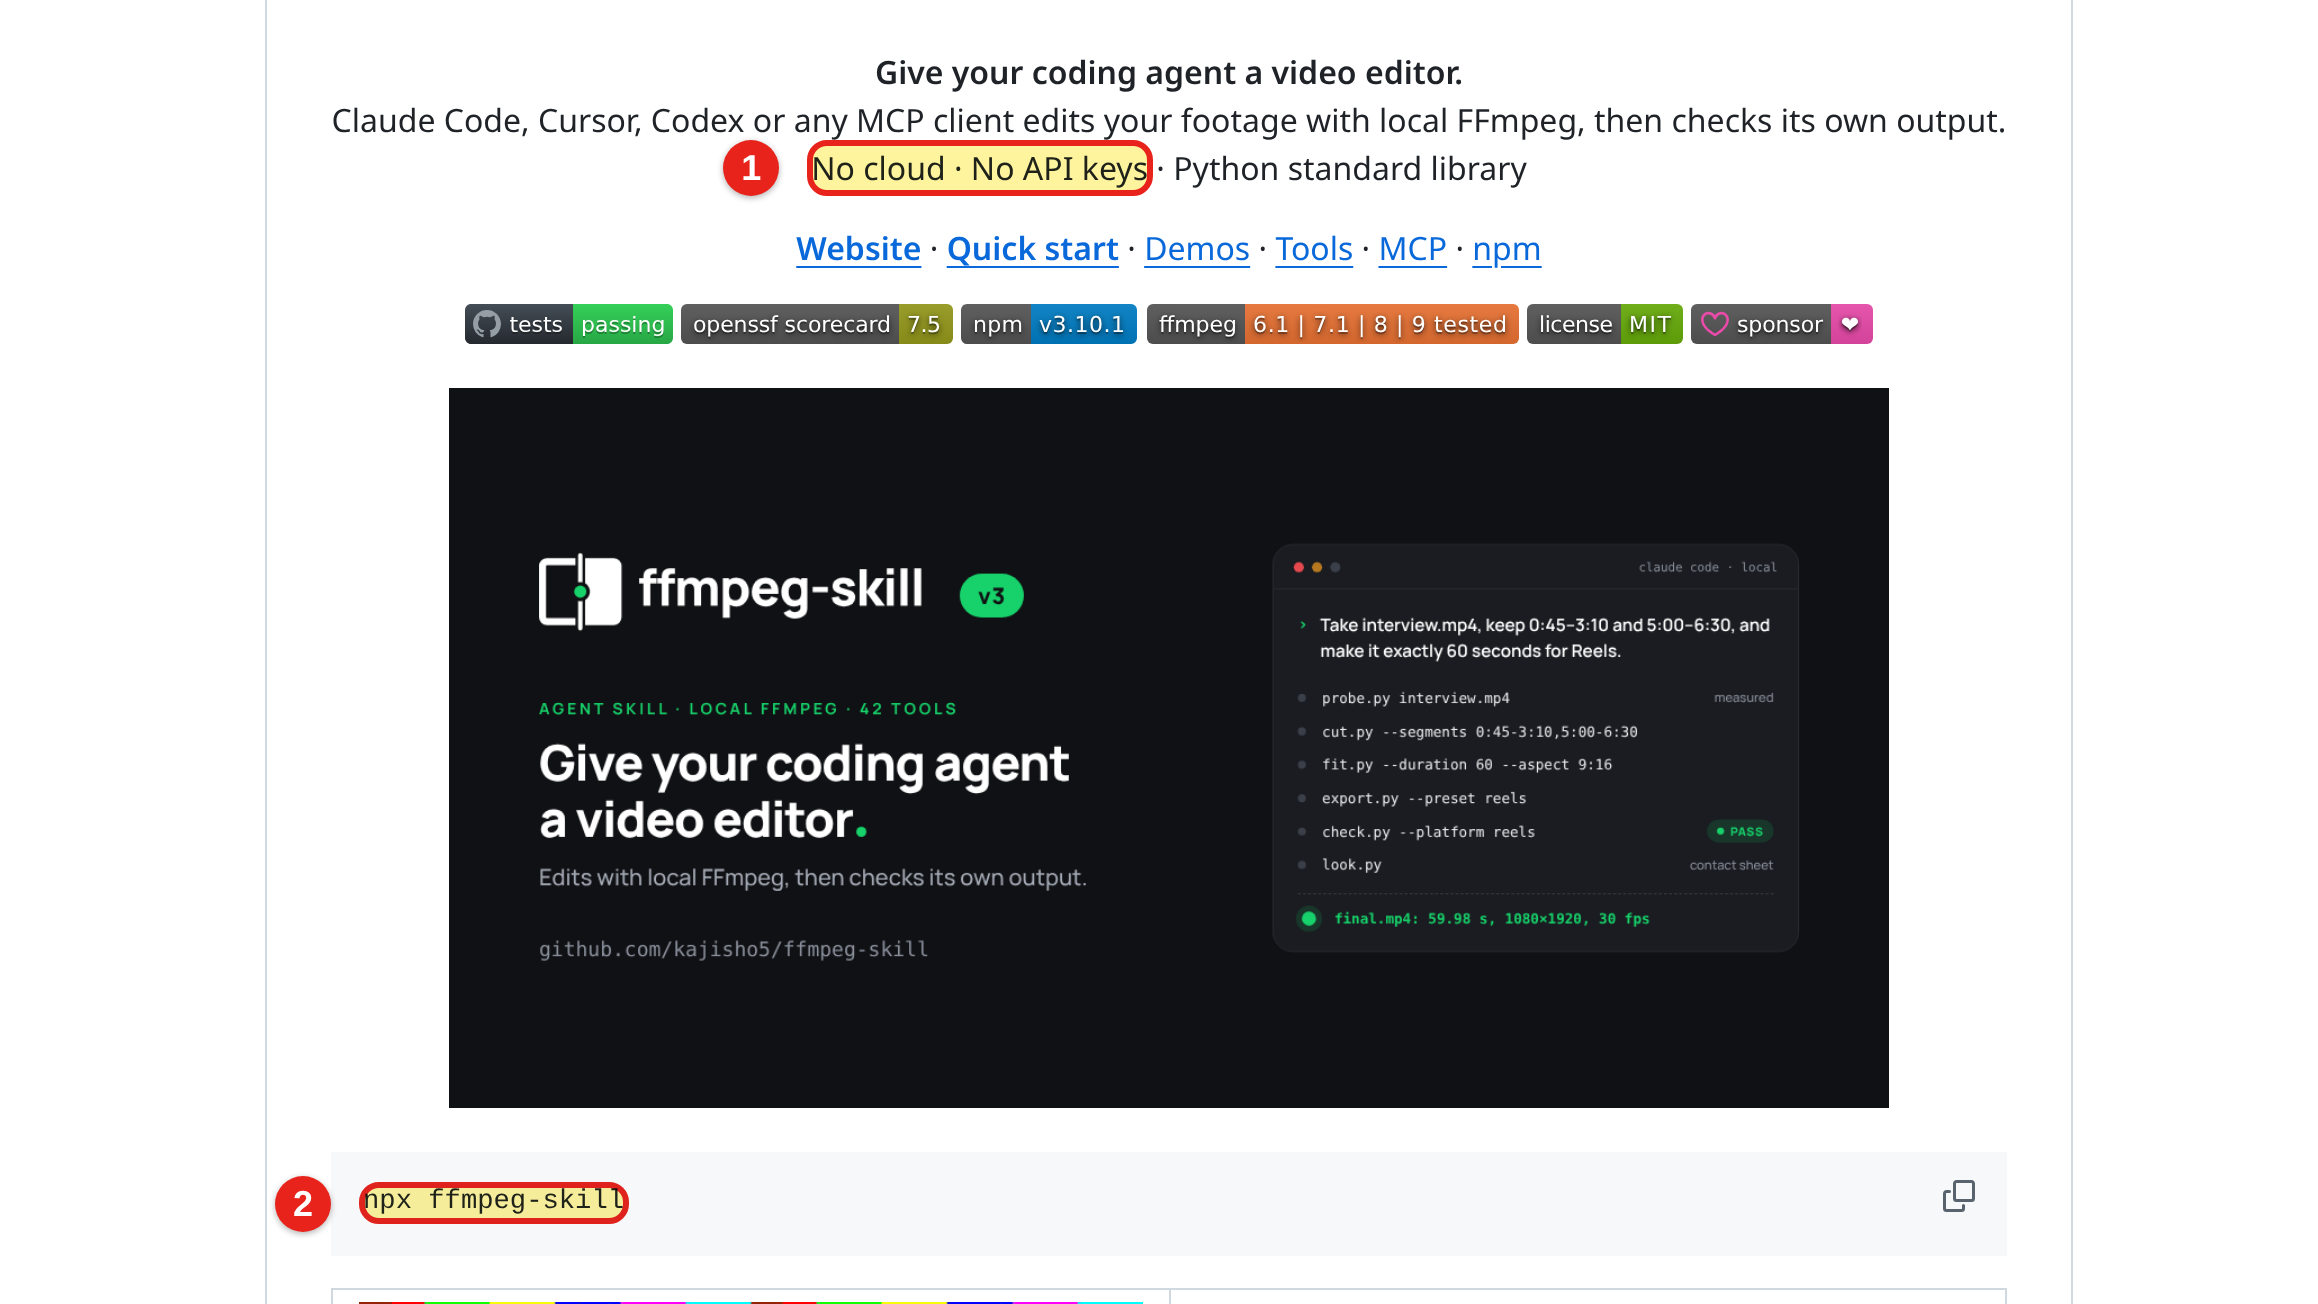 Give your coding agent a video editor.
Claude Code, Cursor, Codex or any MCP client edits your footage with local FFmpeg, then checks its own output.
1 No cloud · No API keys · Python standard library
Website · Quick start · Demos · Tools · MCP · npm
tests passing openssf scorecard 7.5 npm v3.10.1 ffmpeg 6.1 | 7.1 | 8 | 9 tested license MIT sponsor ❤
ffmpeg-skill v3
AGENT SKILL · LOCAL FFMPEG · 42 TOOLS
Give your coding agent
a video editor.
Edits with local FFmpeg, then checks its own output.
github.com/kajisho5/ffmpeg-skill
claude code · local
› Take interview.mp4, keep 0:45–3:10 and 5:00–6:30, and
make it exactly 60 seconds for Reels.
probe.py interview.mp4 measured
cut.py --segments 0:45-3:10,5:00-6:30
fit.py --duration 60 --aspect 9:16
export.py --preset reels
check.py --platform reels PASS
look.py contact sheet
final.mp4: 59.98 s, 1080×1920, 30 fps
2 npx ffmpeg-skill